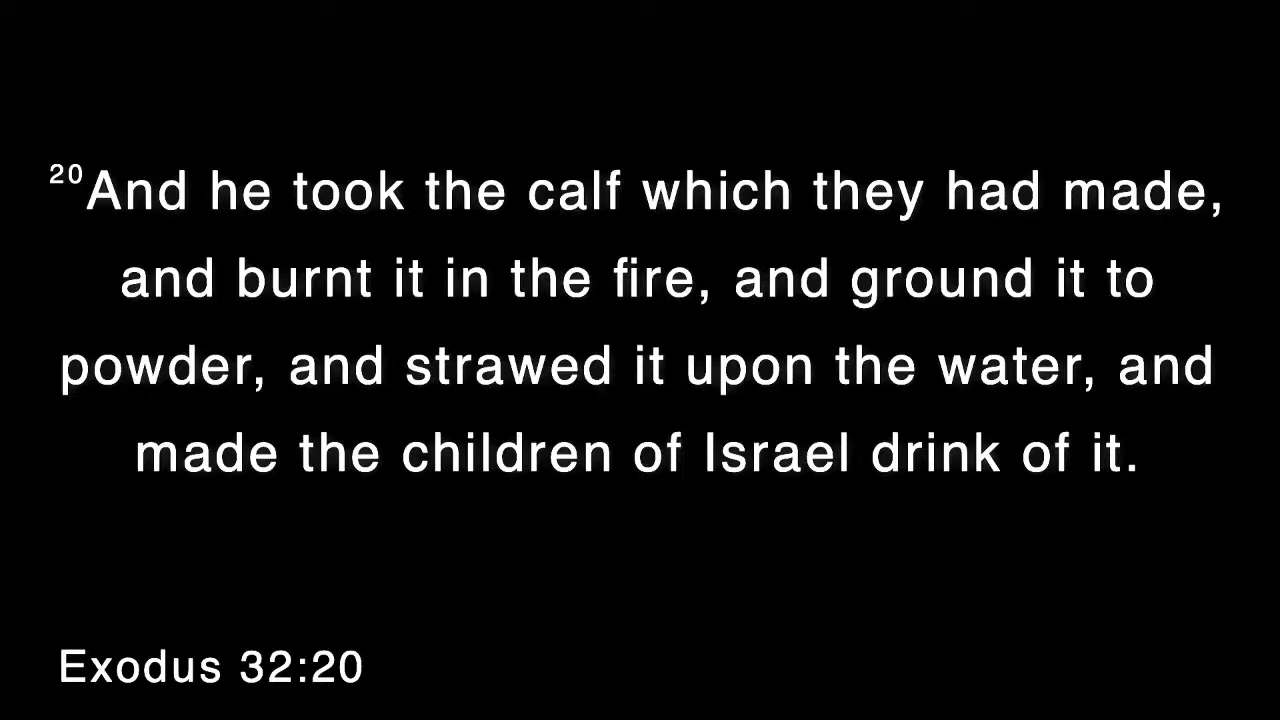 20And he took the calf which they had made,
and burnt it in the fire, and ground it to
powder, and strawed it upon the water, and
made the children of Israel drink of it.
Exodus 32:20